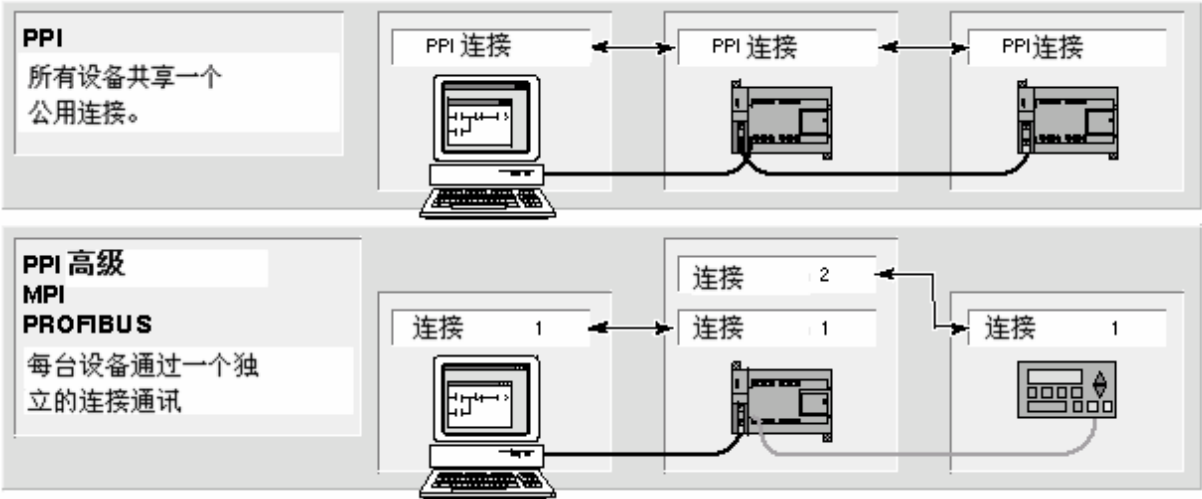 PPI
所有设备共享一个
公用连接。
PPI 连接
PPI 连接
PPI连接
PPI 高级
MPI
PROFIBUS
每台设备通过一个独
立的连接通讯
连接 1
连接 2
连接 1
连接 1